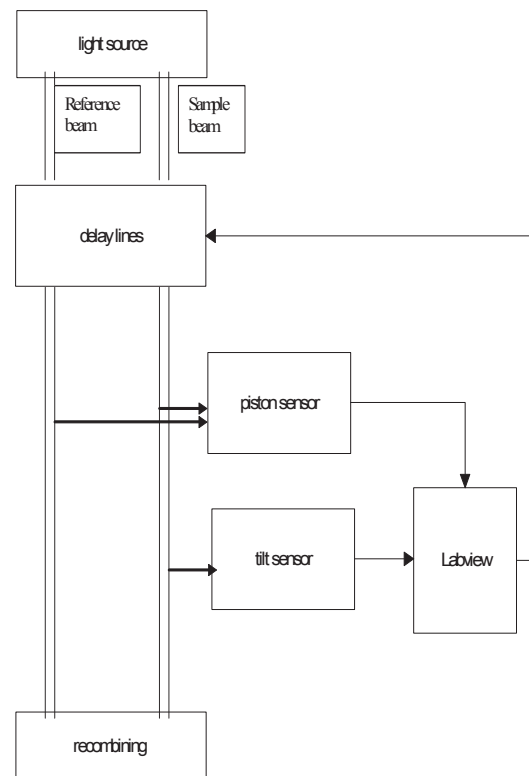 light source
Reference
beam
Sample
beam
delay lines
piston sensor
tilt sensor
Labview
recombining